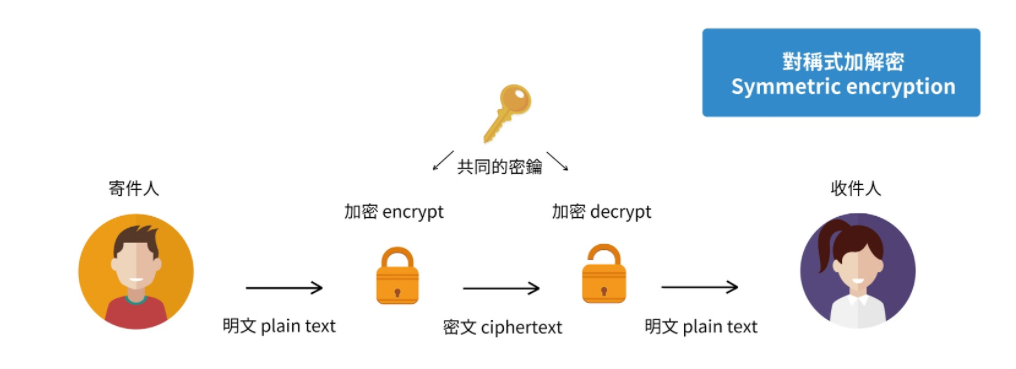 對稱式加解密
Symmetric encryption
共同的密鑰
寄件人
收件人
加密 encrypt
加密 decrypt
明文 plain text
密文 ciphertext
明文 plain text